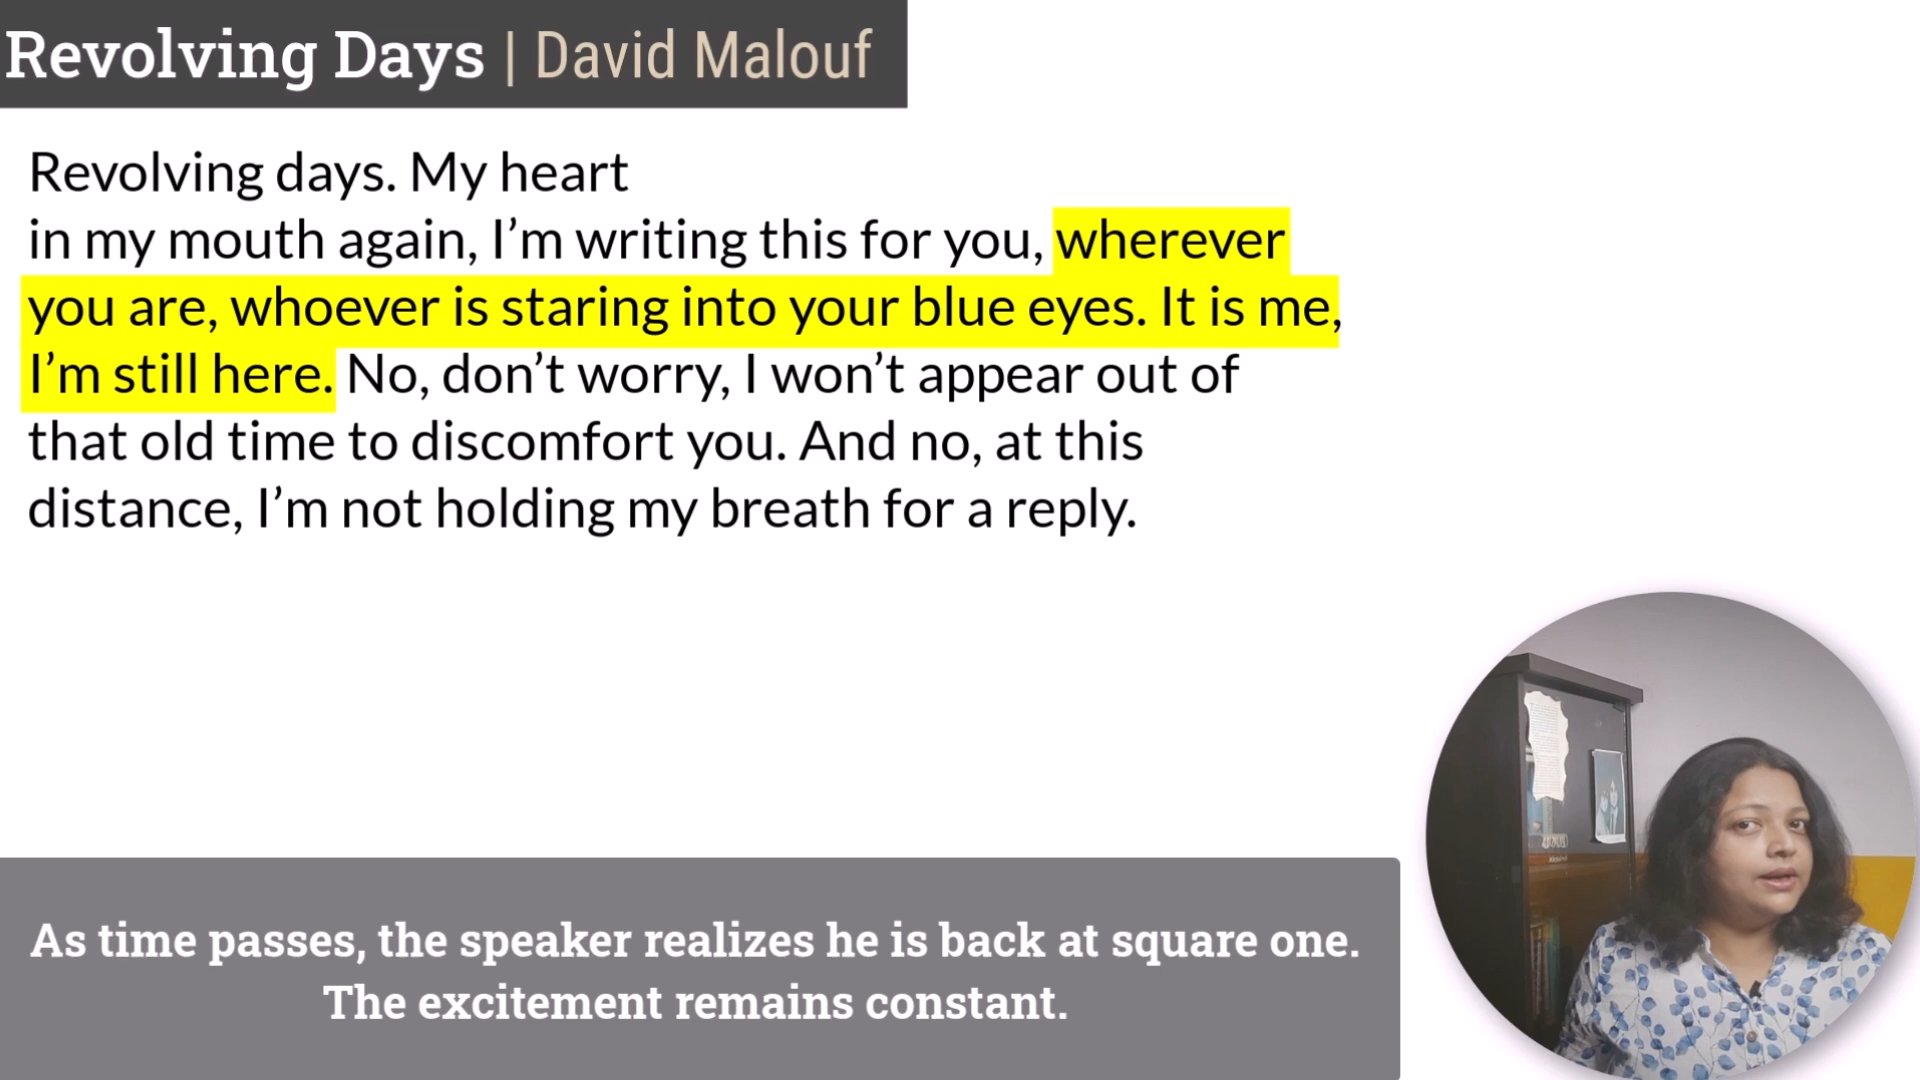 Revolving Days | David Malouf
Revolving days. My heart
in my mouth again, I’m writing this for you, wherever
you are, whoever is staring into your blue eyes. It is me,
I’m still here. No, don’t worry, I won’t appear out of
that old time to discomfort you. And no, at this
distance, I’m not holding my breath for a reply.
As time passes, the speaker realizes he is back at square one.
The excitement remains constant.